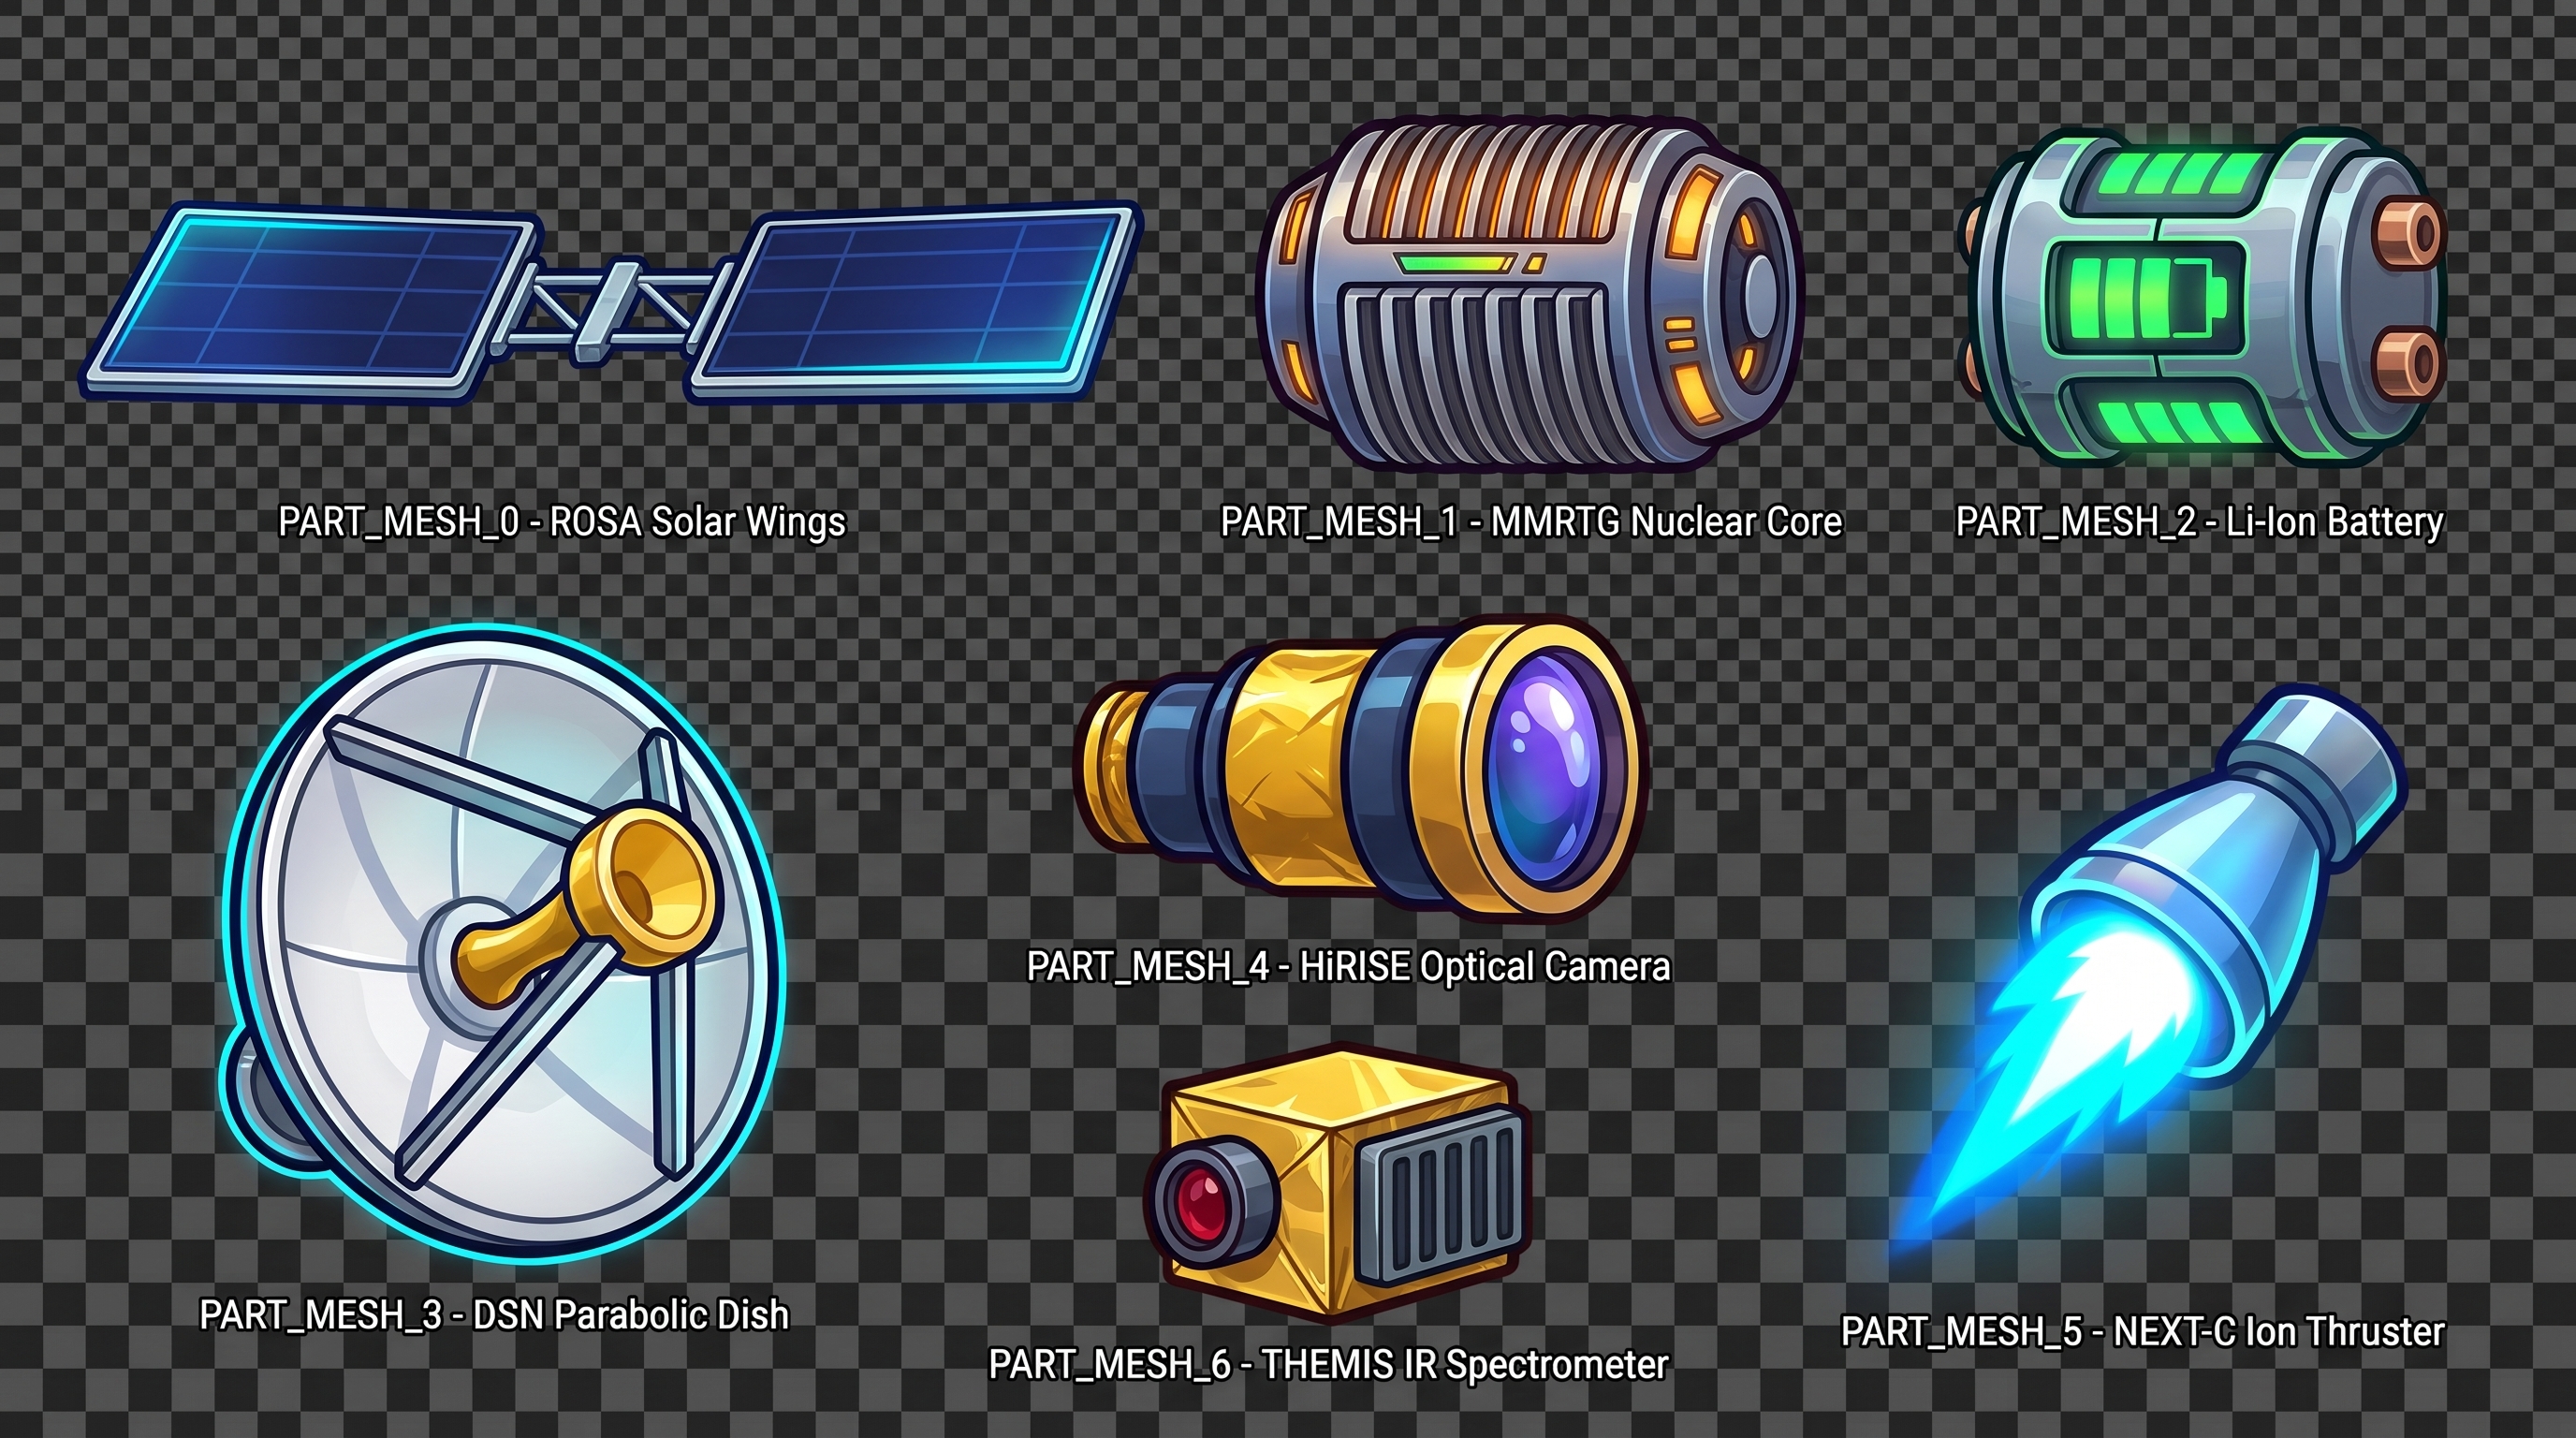 PART_MESH_0 - ROSA Solar Wings
PART_MESH_1 - MMRTG Nuclear Core
PART_MESH_2 - Li-Ion Battery
PART_MESH_3 - DSN Parabolic Dish
PART_MESH_4 - HiRISE Optical Camera
PART_MESH_6 - THEMIS IR Spectrometer
PART_MESH_5 - NEXT-C Ion Thruster